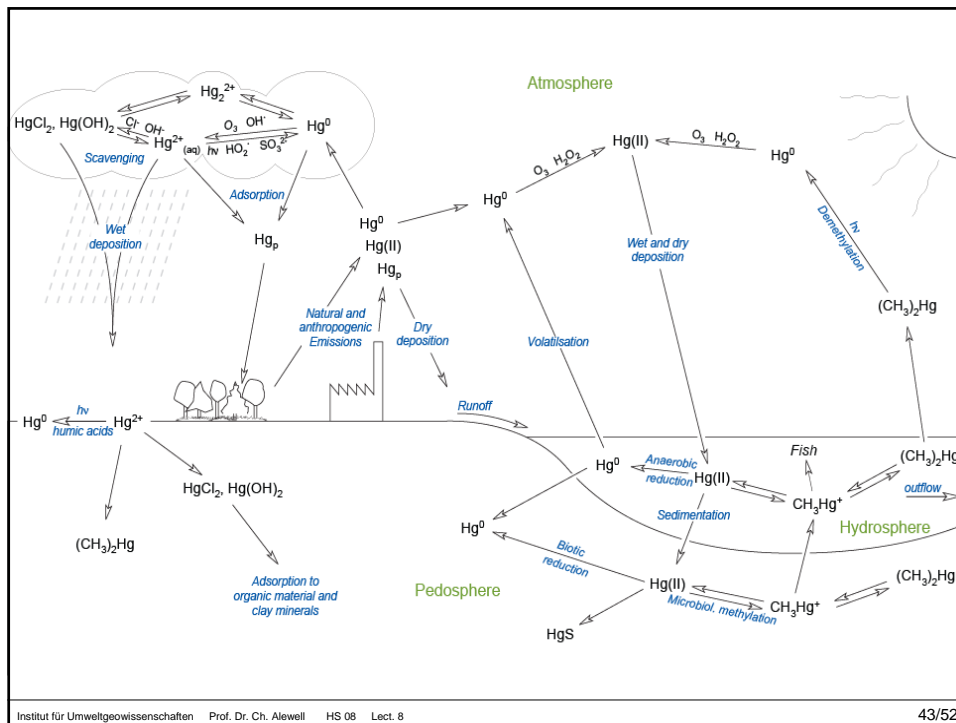 Atmosphere
Hg₂²⁺
HgCl₂, Hg(OH)₂
Cl⁻ OH⁻
Hg²⁺ (aq)
O₃ OH˙
hν HO₂˙ SO₃²⁻
Hg⁰
Scavenging
Adsorption
Wet
deposition
Hgₚ
Hg⁰
Hg(II)
Hgₚ
Natural and
anthropogenic
Emissions
Dry
deposition
Hg⁰
O₃ H₂O₂
Hg(II)
O₃ H₂O₂
Hg⁰
Wet and dry
deposition
hν
Demethylation
(CH₃)₂Hg
Volatilsation
Runoff
Hg⁰
hν
humic acids
Hg²⁺
HgCl₂, Hg(OH)₂
(CH₃)₂Hg
Adsorption to
organic material and
clay minerals
Hg⁰
Anaerobic
reduction
Hg(II)
Fish
CH₃Hg⁺
(CH₃)₂Hg
outflow
Sedimentation
Hydrosphere
Hg⁰
Biotic
reduction
Pedosphere
Hg(II)
Microbiol. methylation
CH₃Hg⁺
(CH₃)₂Hg
HgS
Institut für Umweltgeowissenschaften Prof. Dr. Ch. Alewell HS 08 Lect. 8
43/52